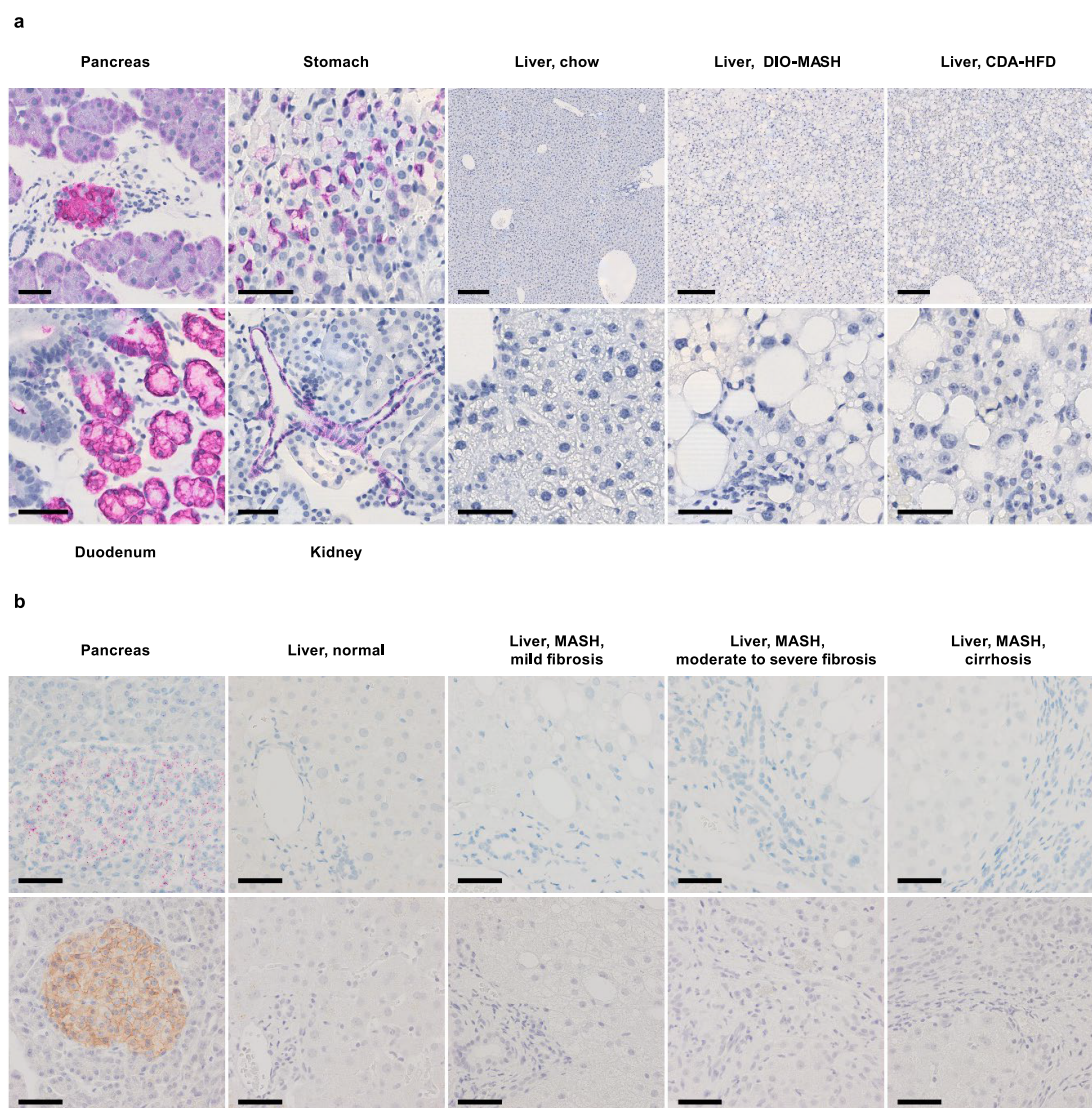 a
Pancreas
Stomach
Liver, chow
Liver, DIO-MASH
Liver, CDA-HFD
Duodenum
Kidney
b
Pancreas
Liver, normal
Liver, MASH,
mild fibrosis
Liver, MASH,
moderate to severe fibrosis
Liver, MASH,
cirrhosis